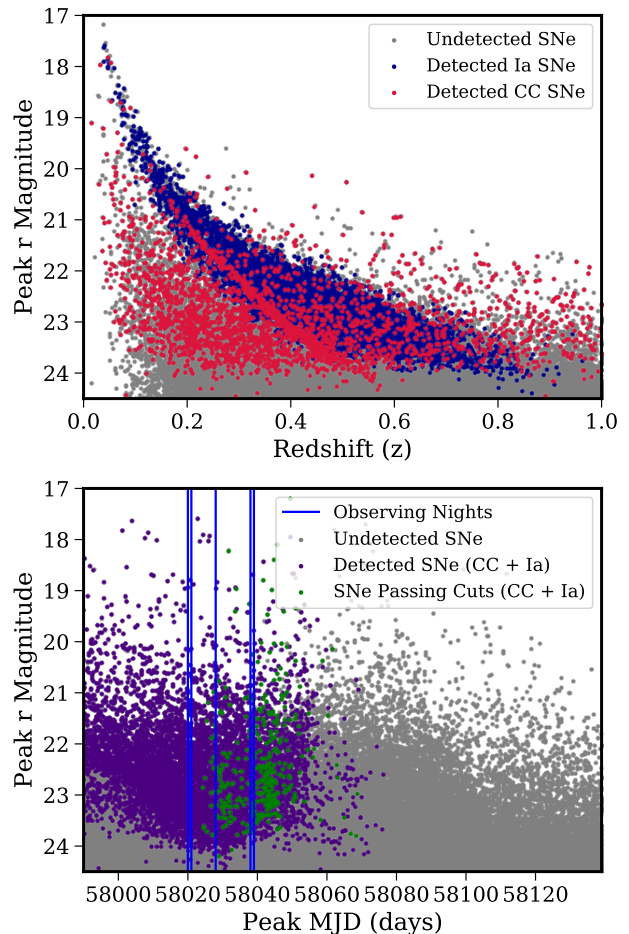 17
18
19
20
21
22
23
24
Peak r Magnitude
Undetected SNe
Detected Ia SNe
Detected CC SNe
0.0
0.2
0.4
0.6
0.8
1.0
Redshift (z)
17
18
19
20
21
22
23
24
Peak r Magnitude
Observing Nights
Undetected SNe
Detected SNe (CC + Ia)
SNe Passing Cuts (CC + Ia)
58000
58020
58040
58060
58080
58100
58120
Peak MJD (days)